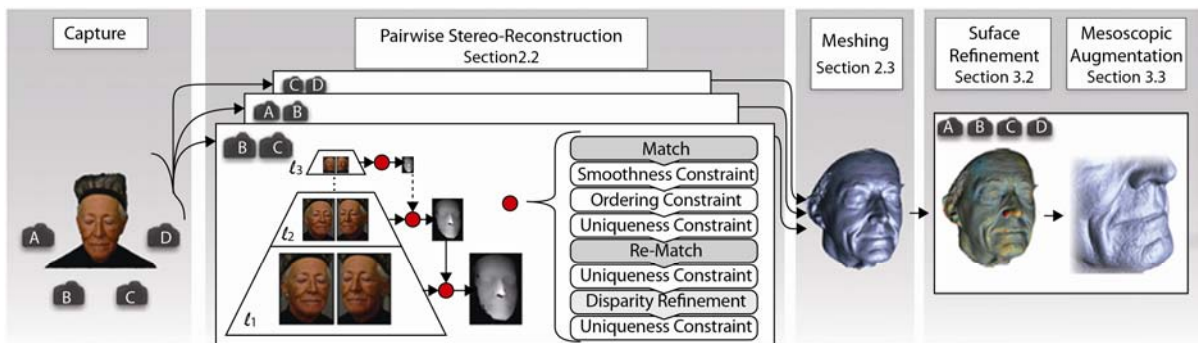 Capture
A
B
C
D
Pairwise Stereo-Reconstruction
Section2.2
C D
A B
B C
ℓ3
ℓ2
ℓ1
Match
Smoothness Constraint
Ordering Constraint
Uniqueness Constraint
Re-Match
Uniqueness Constraint
Disparity Refinement
Uniqueness Constraint
Meshing
Section 2.3
Suface
Refinement
Section 3.2
Mesoscopic
Augmentation
Section 3.3
A B C D